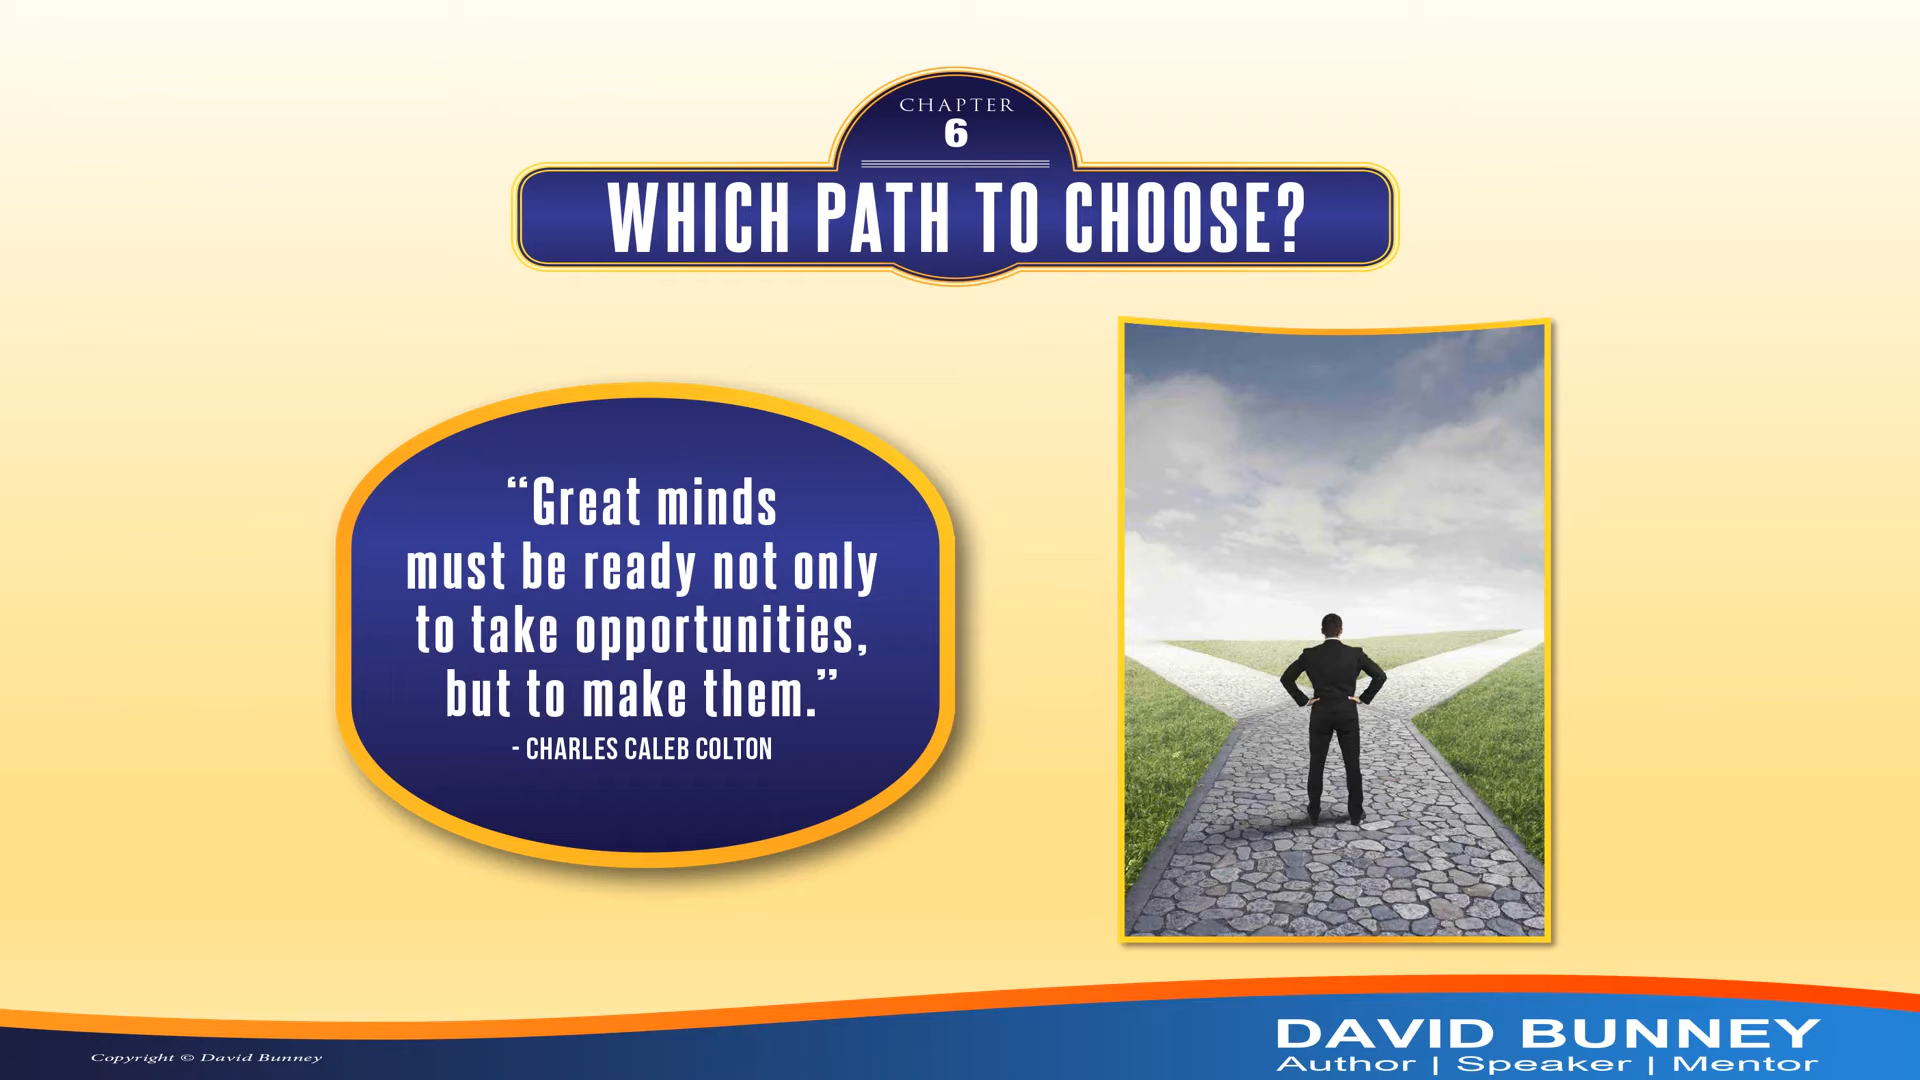 CHAPTER
6
WHICH PATH TO CHOOSE?
“Great minds
must be ready not only
to take opportunities,
but to make them.”
- CHARLES CALEB COLTON
Copyright © David Bunney
DAVID BUNNEY
Author | Speaker | Mentor